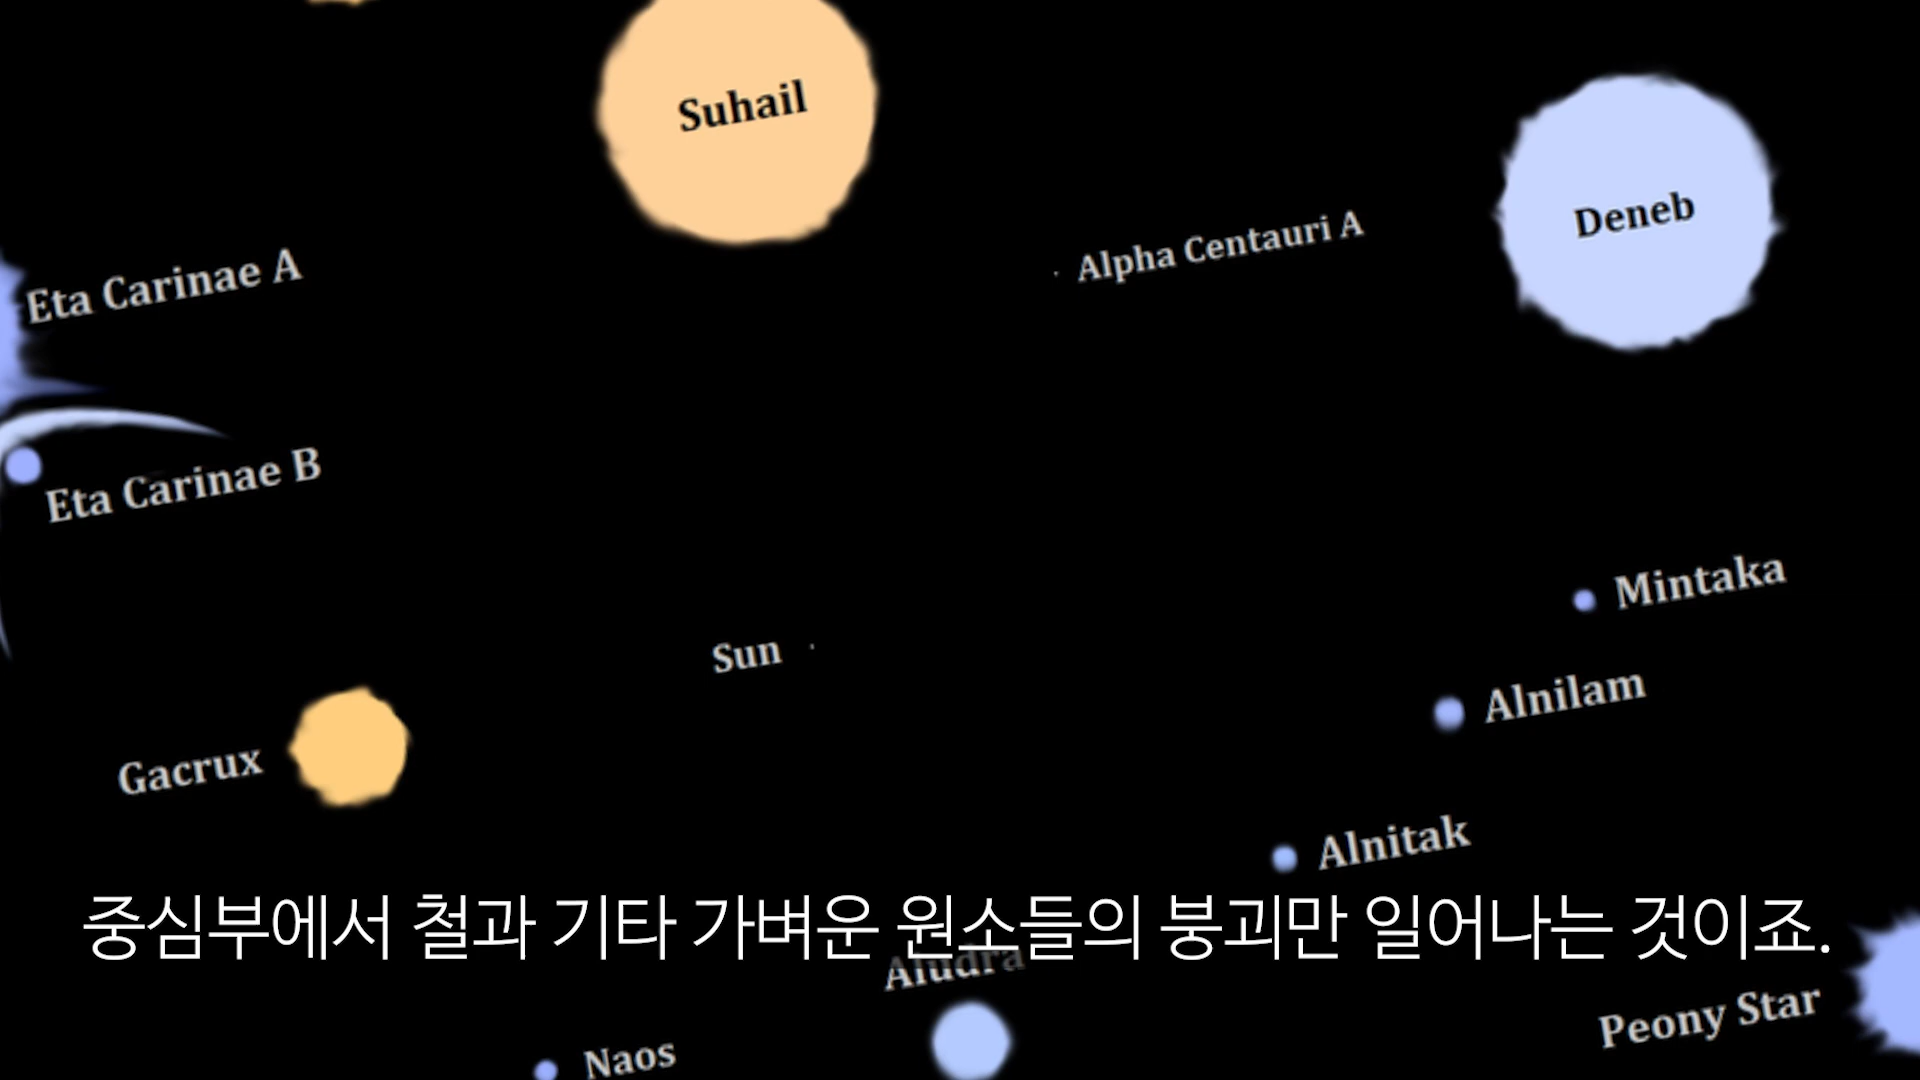 Suhail
Deneb
Alpha Centauri A
Eta Carinae A
Eta Carinae B
Mintaka
Sun
Alnilam
Gacrux
Alnitak
중심부에서 철과 기타 가벼운 원소들의 붕괴만 일어나는 것이죠.
Aludra
Peony Star
Naos